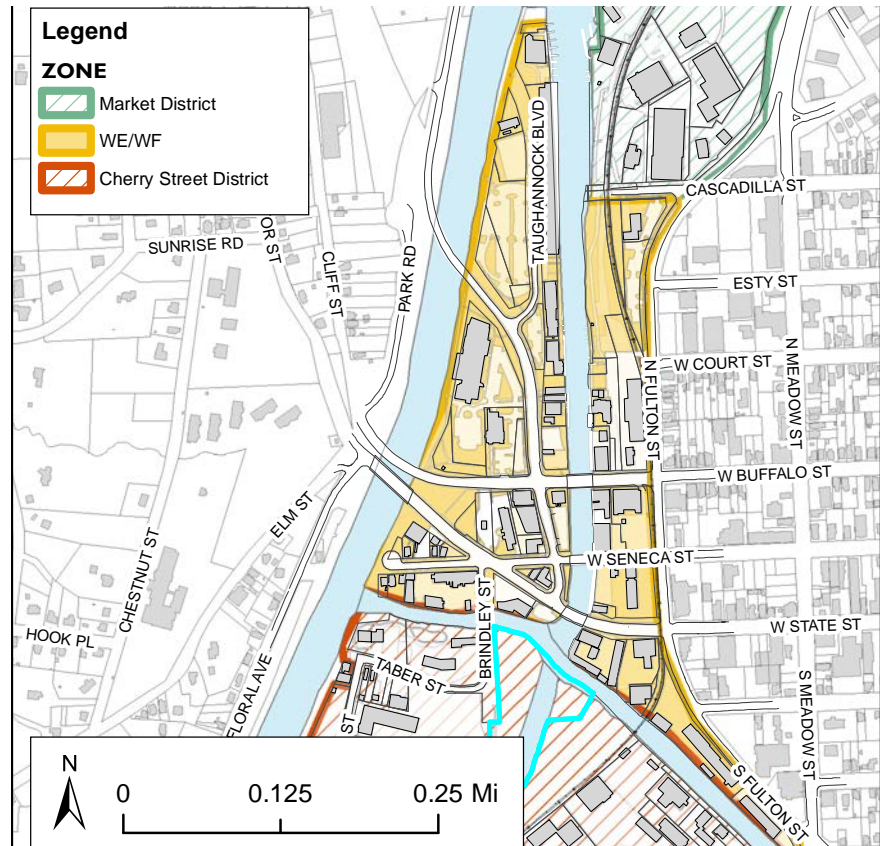 Legend
ZONE
Market District
WE/WF
Cherry Street District
TAUGHANNOCK BLVD
CASCADILLA ST
OR ST
SUNRISE RD
CLIFF ST
PARK RD
ESTY ST
N MEADOW ST
W COURT ST
N FULTON ST
W BUFFALO ST
ELM ST
CHESTNUT ST
W SENECA ST
BRINDLEY ST
HOOK PL
W STATE ST
FLORAL AVE
TABER ST
ST
S MEADOW ST
S FULTON ST
N
0
0.125
0.25 Mi